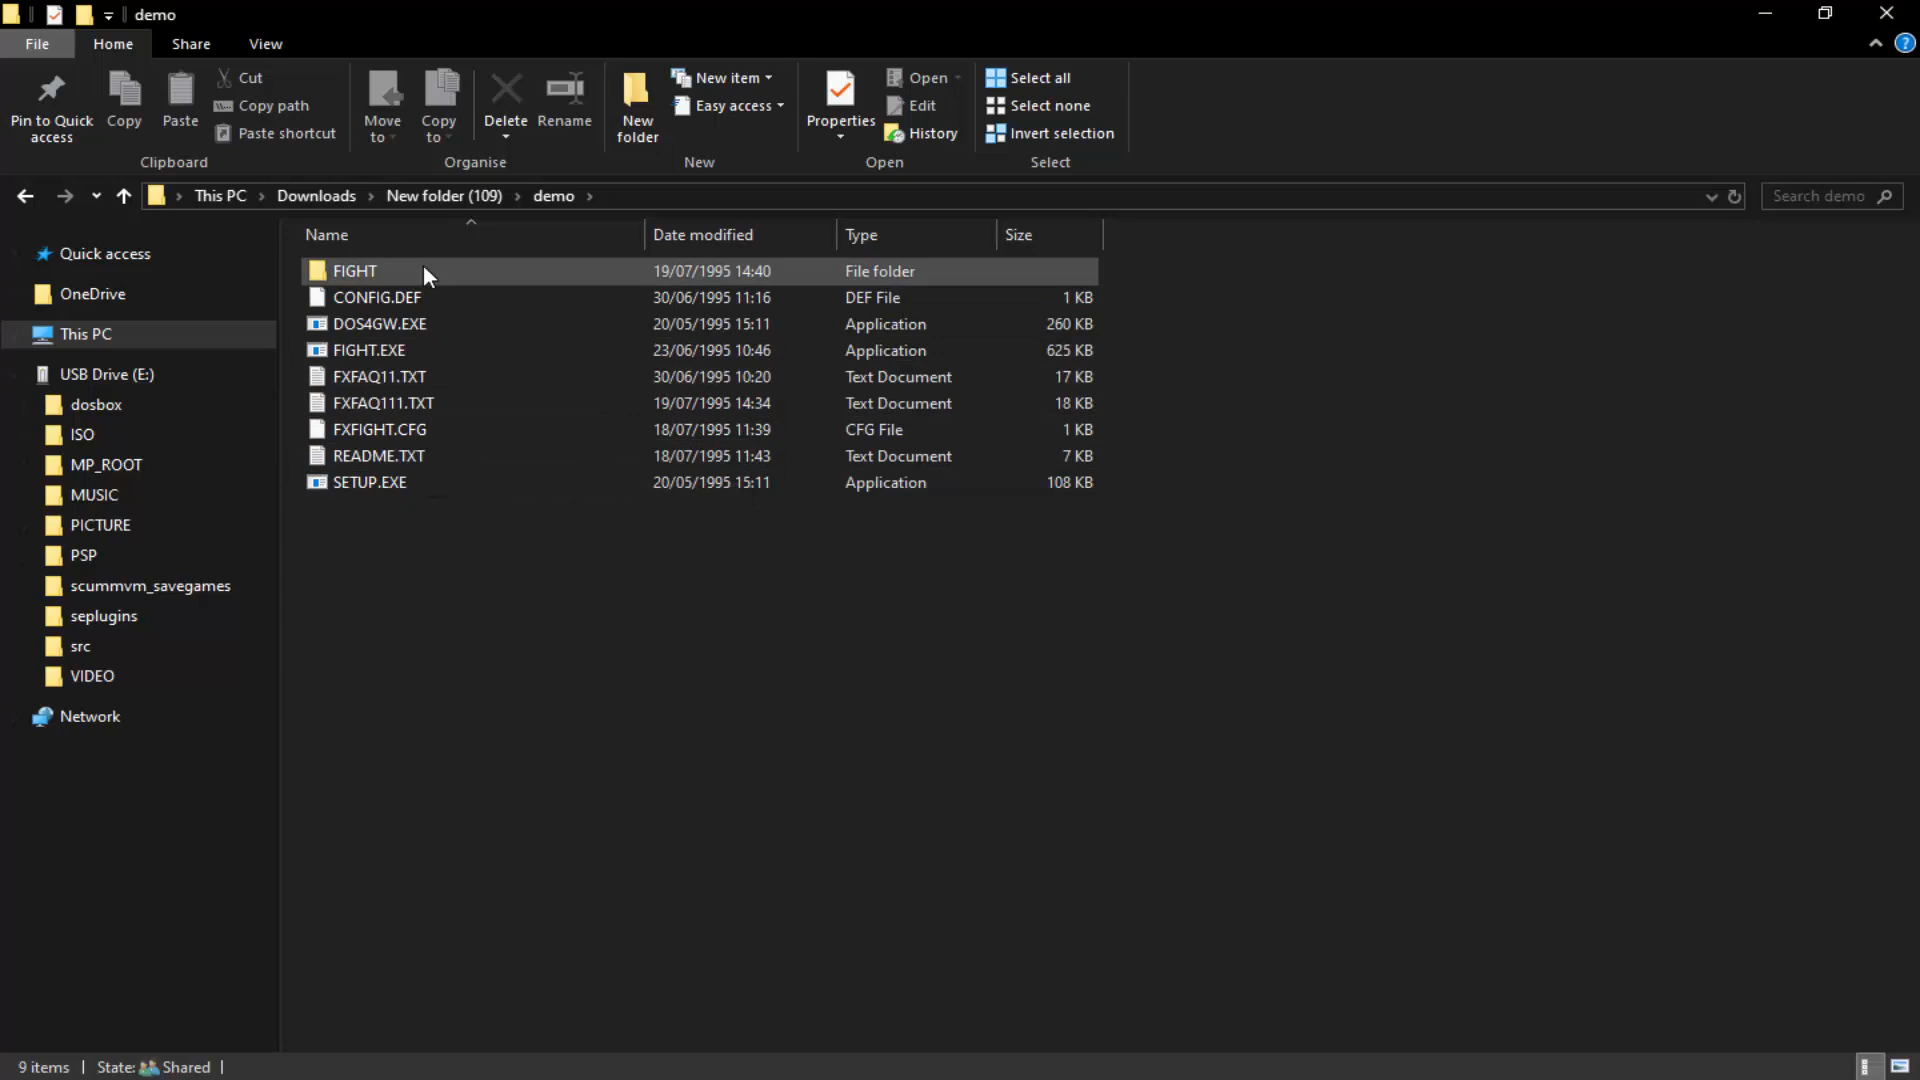 demo
File Home Share View
Pin to Quick access
Copy
Paste
Cut
Copy path
Paste shortcut
Clipboard
Move to
Copy to
Delete
Rename
Organise
New folder
New item
Easy access
New
Properties
Open
Edit
History
Open
Select all
Select none
Invert selection
Select
This PC Downloads New folder (109) demo
Search demo
Quick access
OneDrive
This PC
USB Drive (E:)
dosbox
ISO
MP_ROOT
MUSIC
PICTURE
PSP
scummvm_savegames
seplugins
src
VIDEO
Network
Name Date modified Type Size
FIGHT 19/07/1995 14:40 File folder
CONFIG.DEF 30/06/1995 11:16 DEF File 1 KB
DOS4GW.EXE 20/05/1995 15:11 Application 260 KB
FIGHT.EXE 23/06/1995 10:46 Application 625 KB
FXFAQ11.TXT 30/06/1995 10:20 Text Document 17 KB
FXFAQ111.TXT 19/07/1995 14:34 Text Document 18 KB
FXFIGHT.CFG 18/07/1995 11:39 CFG File 1 KB
README.TXT 18/07/1995 11:43 Text Document 7 KB
SETUP.EXE 20/05/1995 15:11 Application 108 KB
9 items State: Shared